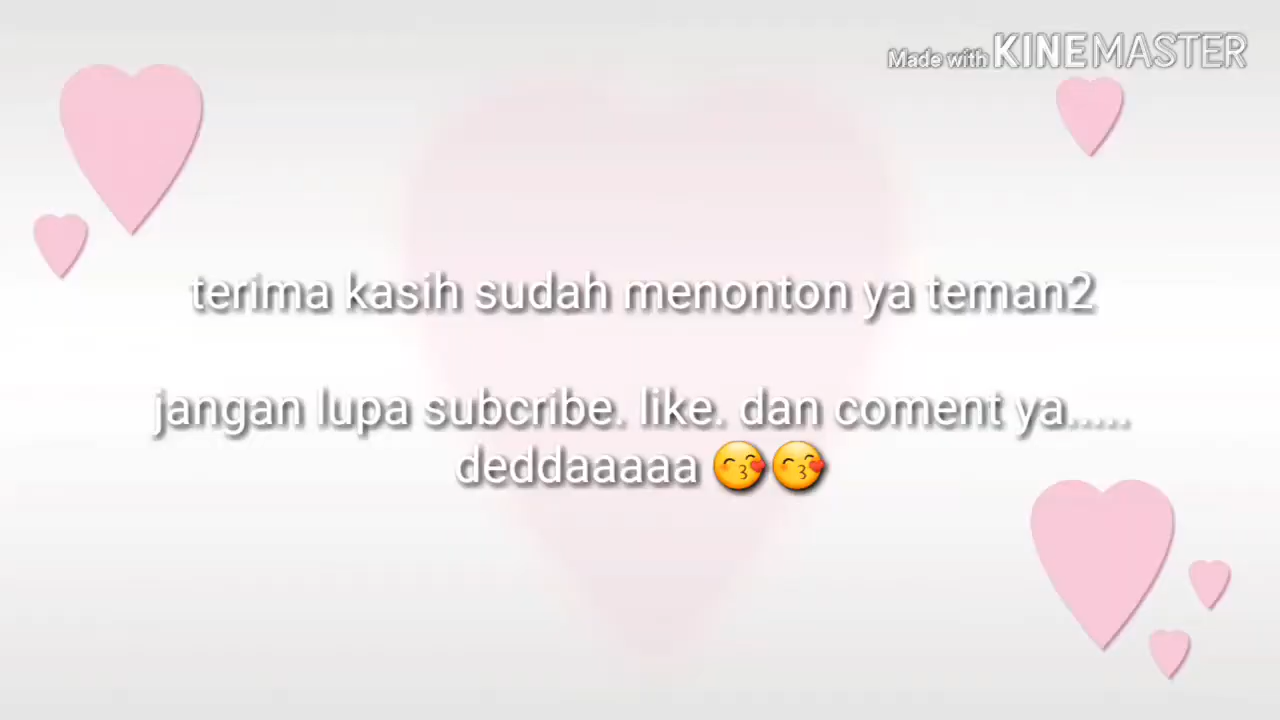 Made with KINEMASTER
terima kasih sudah menonton ya teman2
jangan lupa subcribe. like. dan coment ya.....
deddaaaaa 😚😚